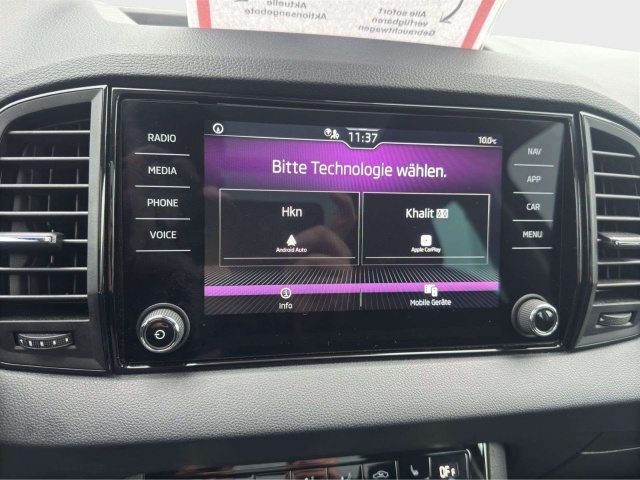 Aktuelle
Aktionsangebote
Alle sofort
verfügbaren
Gebrauchtwagen
RADIO
MEDIA
PHONE
VOICE
11:37
10.0°C
Bitte Technologie wählen.
Hkn
Android Auto
Khalit
Apple CarPlay
Info
Mobile Geräte
NAV
APP
CAR
MENU
OFF